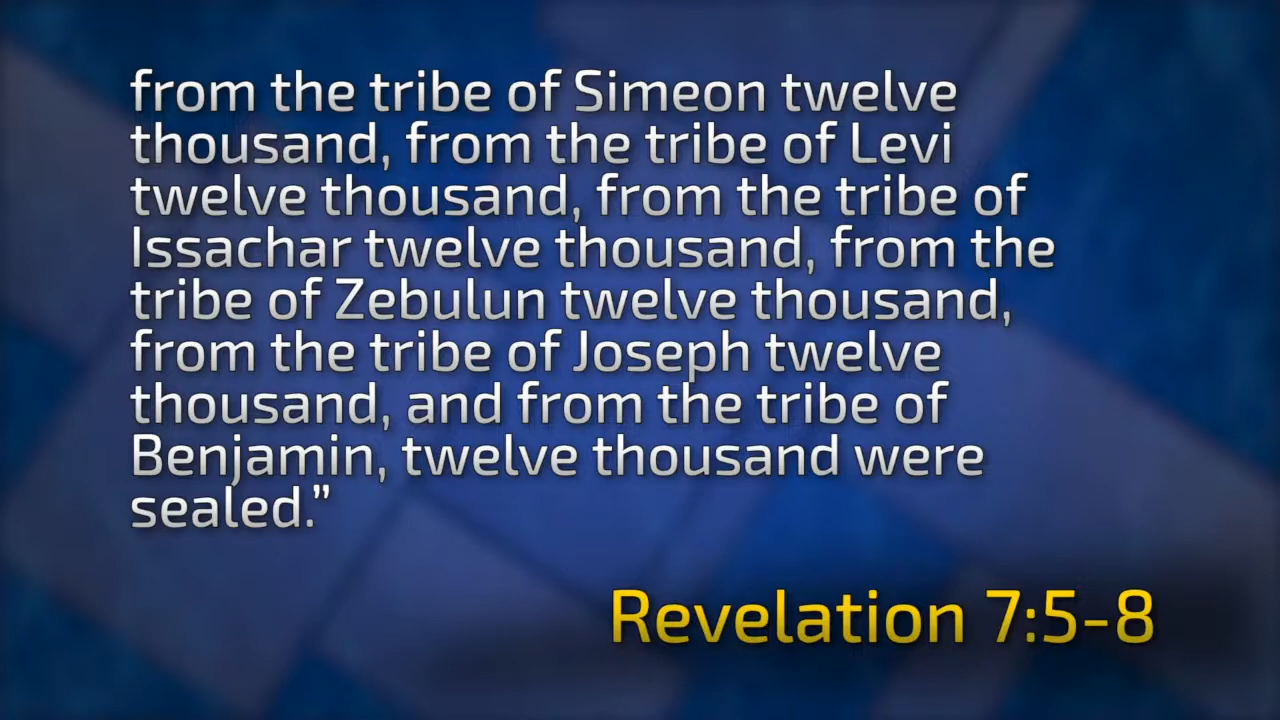 from the tribe of Simeon twelve
thousand, from the tribe of Levi
twelve thousand, from the tribe of
Issachar twelve thousand, from the
tribe of Zebulun twelve thousand,
from the tribe of Joseph twelve
thousand, and from the tribe of
Benjamin, twelve thousand were
sealed.”
Revelation 7:5-8